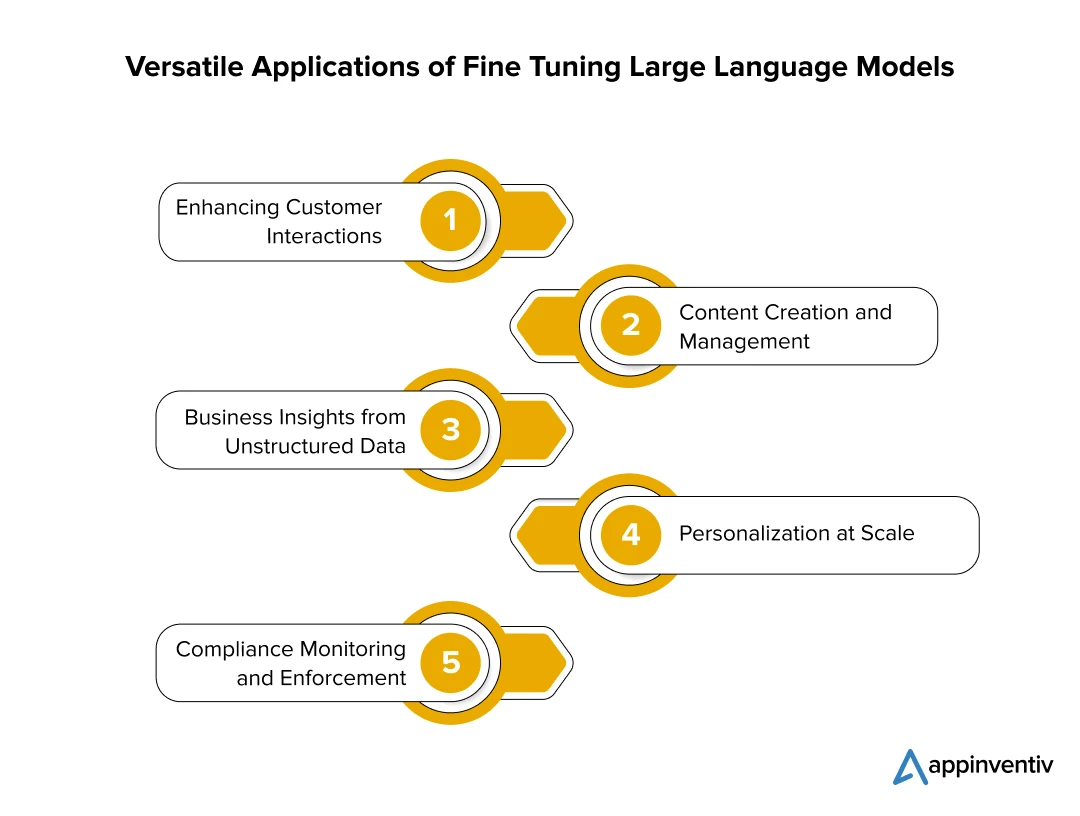 Versatile Applications of Fine Tuning Large Language Models
Enhancing Customer
Interactions
1
2
Content Creation and
Management
Business Insights from
Unstructured Data
3
4
Personalization at Scale
Compliance Monitoring
and Enforcement
5
appinventiv